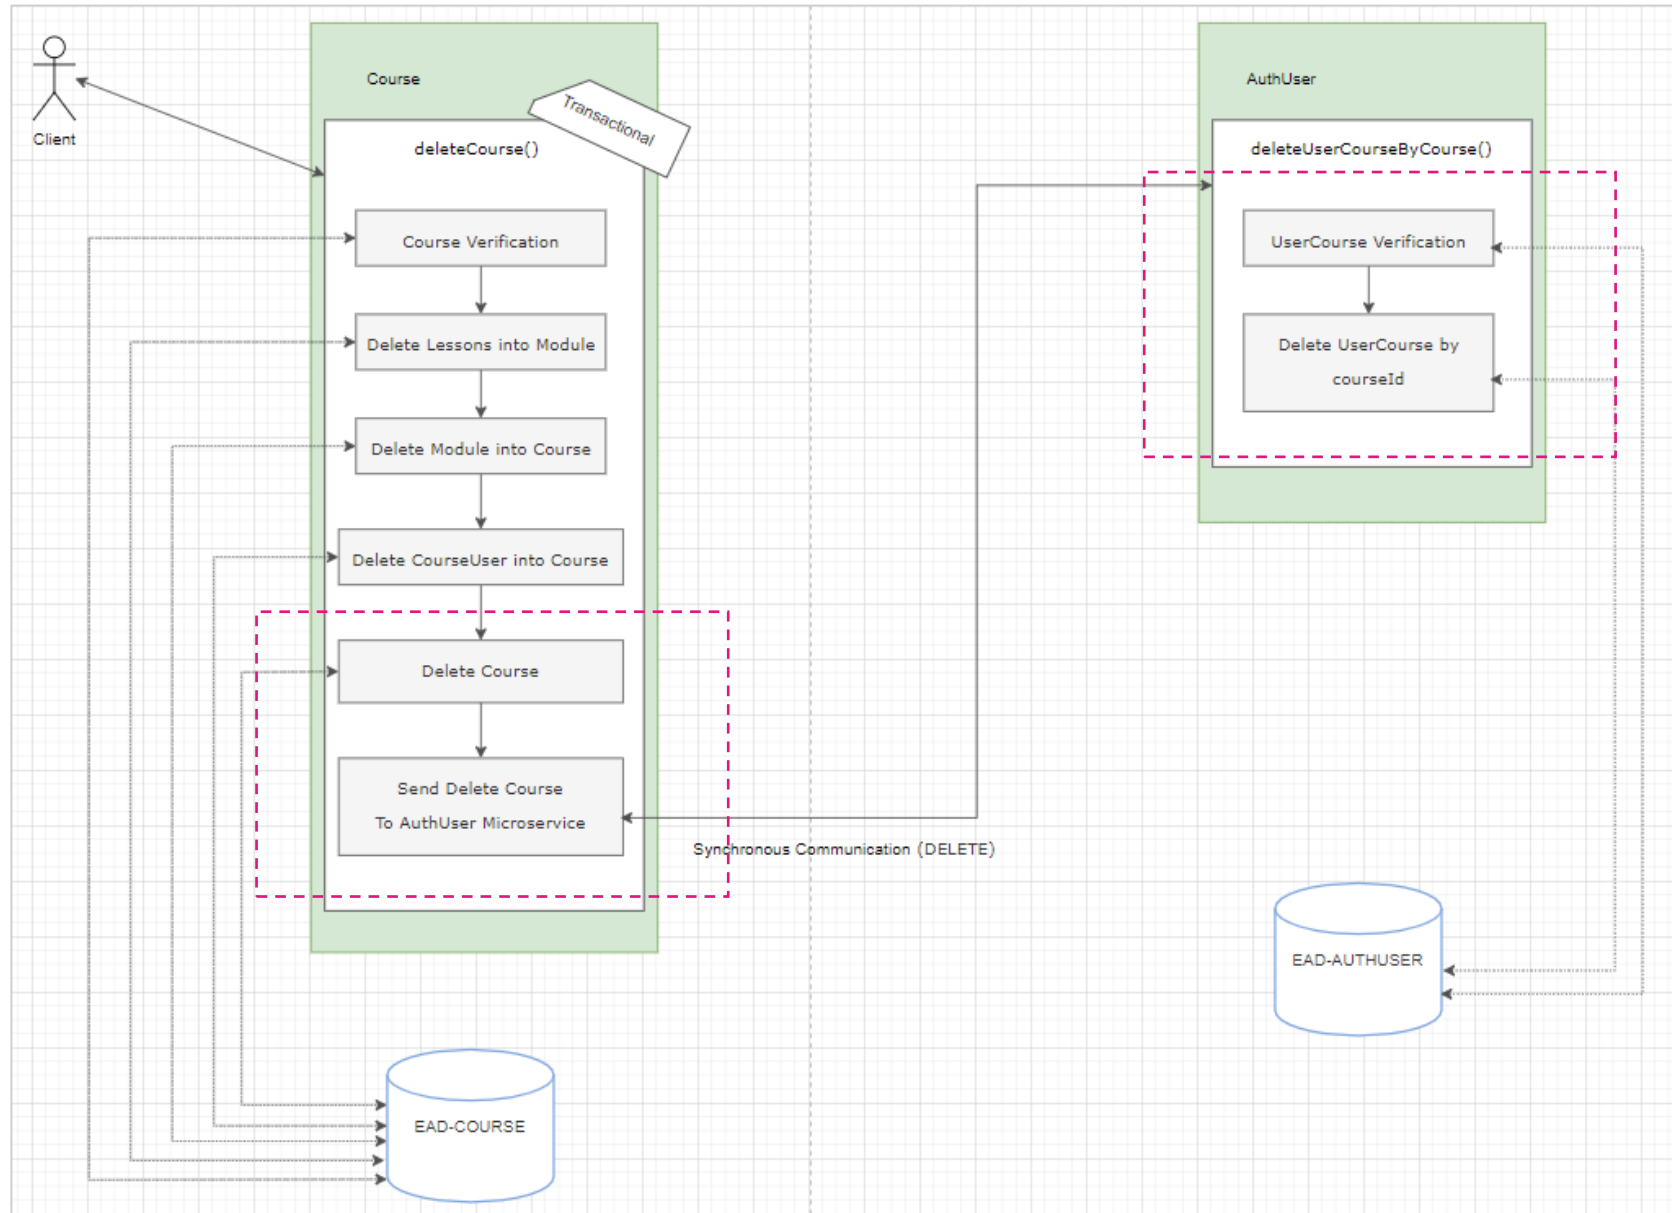 Client
Course
Transactional
deleteCourse()
Course Verification
Delete Lessons into Module
Delete Module into Course
Delete CourseUser into Course
Delete Course
Send Delete Course
To AuthUser Microservice
Synchronous Communication (DELETE)
EAD-COURSE
AuthUser
deleteUserCourseByCourse()
UserCourse Verification
Delete UserCourse by
courseId
EAD-AUTHUSER